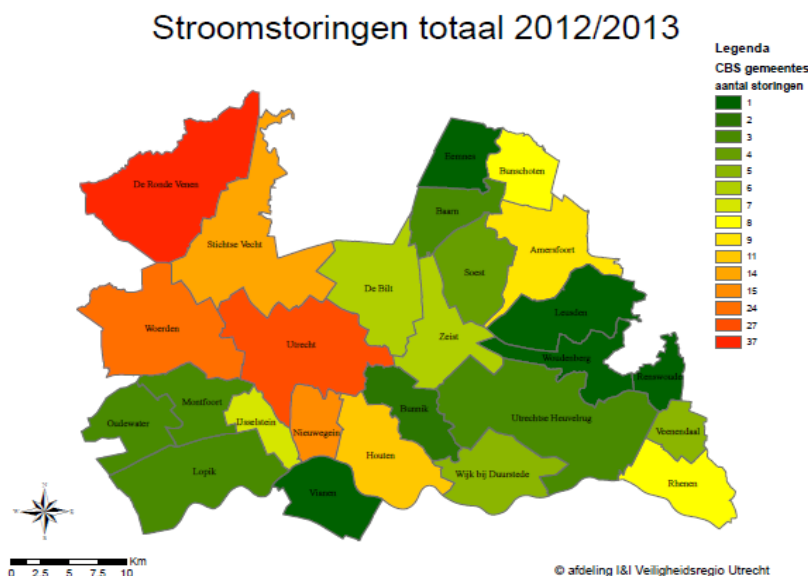 Stroomstoringen totaal 2012/2013
Legenda
CBS gemeentes
aantal storingen
1
2
3
4
5
6
7
8
9
11
14
15
24
27
37
Eemnes
Bunschoten
De Ronde Venen
Baarn
Stichtse Vecht
Amersfoort
Soest
De Bilt
Leusden
Woerden
Zeist
Utrecht
Woudenberg
Renswoude
Montfoort
Bunnik
Oudewater
IJsselstein
Utrechtse Heuvelrug
Nieuwegein
Veenendaal
Houten
Lopik
Wijk bij Duurstede
Rhenen
Vianen
N
W
E
S
Km
0 2.5 5 7.5 10
© afdeling I&I Veiligheidsregio Utrecht